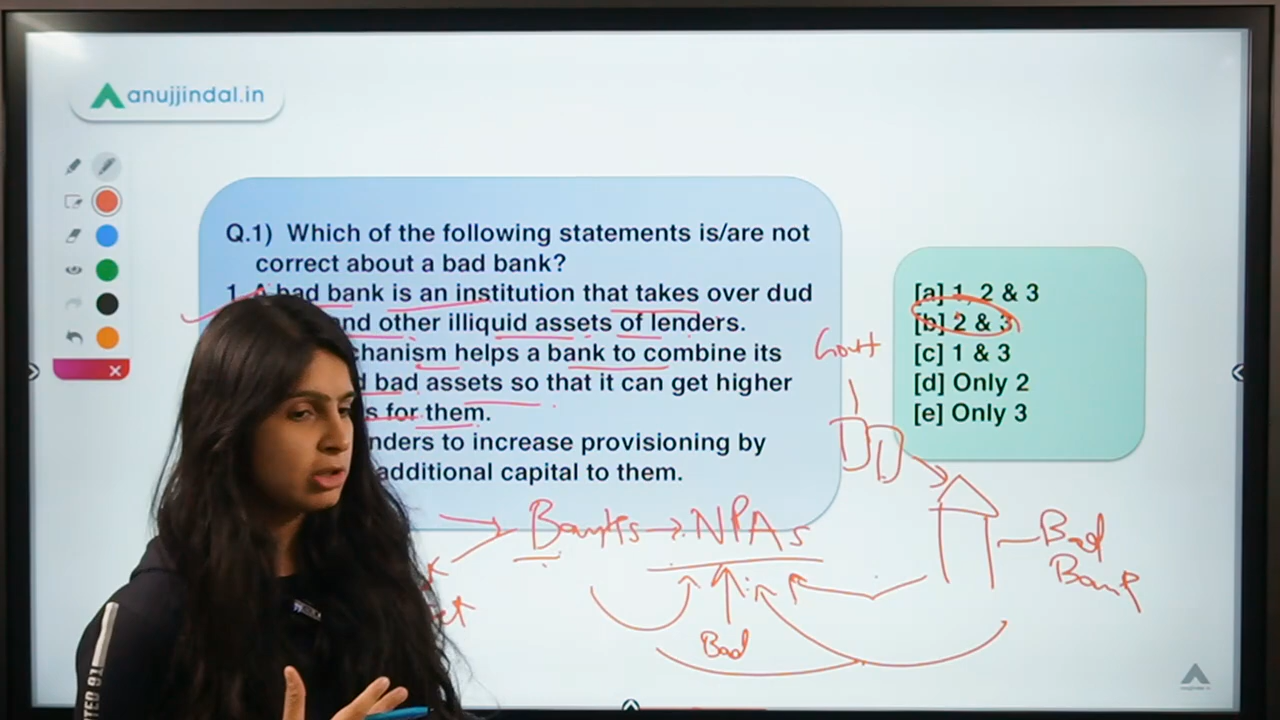 anujjindal.in
Q.1) Which of the following statements is/are not
correct about a bad bank?
1. A bad bank is an institution that takes over dud
and other illiquid assets of lenders.
helps a bank to combine its
bad assets so that it can get higher
for them.
to increase provisioning by
additional capital to them.
[a] 1, 2 & 3
[b] 2 & 3
[c] 1 & 3
[d] Only 2
[e] Only 3
Govt
Banks → NPAs
Bad
Bank
Bad